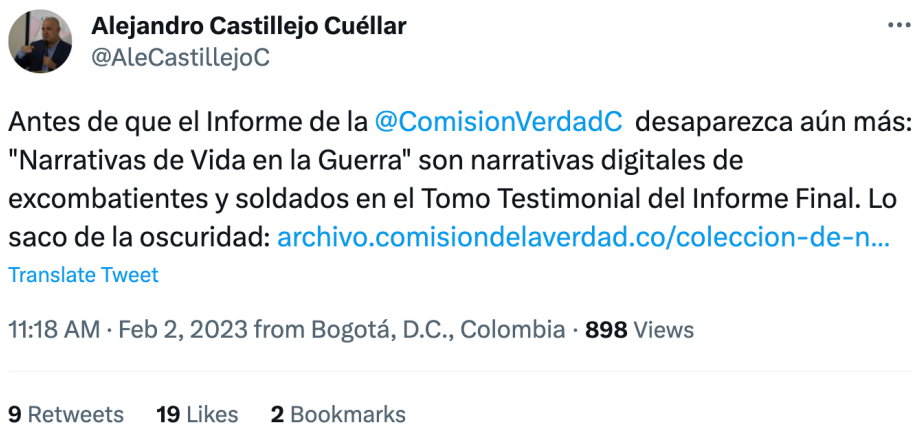 Alejandro Castillejo Cuéllar
@AleCastillejoC
Antes de que el Informe de la @ComisionVerdadC desaparezca aún más:
"Narrativas de Vida en la Guerra" son narrativas digitales de
excombatientes y soldados en el Tomo Testimonial del Informe Final. Lo
saco de la oscuridad: archivo.comisiondelaverdad.co/coleccion-de-n...
Translate Tweet
11:18 AM · Feb 2, 2023 from Bogotá, D.C., Colombia · 898 Views
9 Retweets 19 Likes 2 Bookmarks